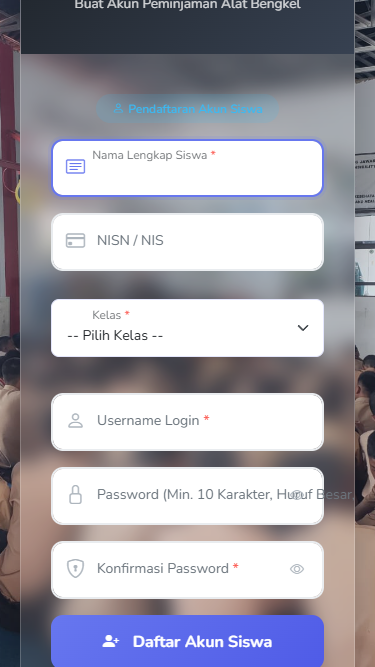 Buat Akun Peminjaman Alat Bengkel
Pendaftaran Akun Siswa
Nama Lengkap Siswa *
NISN / NIS
Kelas *
-- Pilih Kelas --
Username Login *
Password (Min. 10 Karakter, Huruf Besar,
Konfirmasi Password *
Daftar Akun Siswa